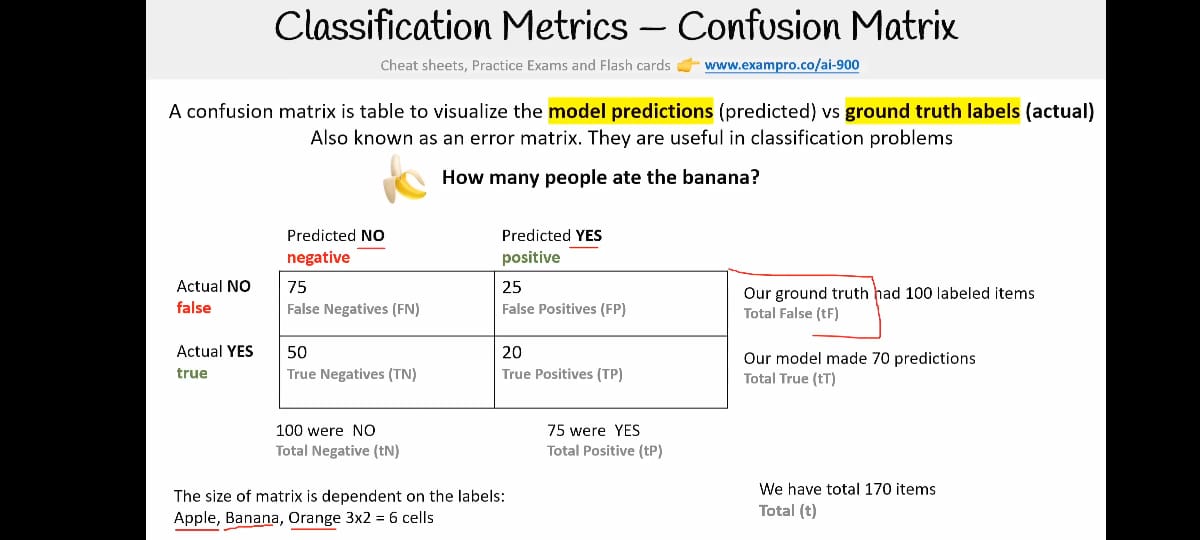 Classification Metrics – Confusion Matrix
Cheat sheets, Practice Exams and Flash cards 👉 www.exampro.co/ai-900
A confusion matrix is table to visualize the model predictions (predicted) vs ground truth labels (actual)
Also known as an error matrix. They are useful in classification problems
How many people ate the banana?
Predicted NO
negative
Predicted YES
positive
Actual NO
false
75
False Negatives (FN)
25
False Positives (FP)
Our ground truth had 100 labeled items
Total False (tF)
Actual YES
true
50
True Negatives (TN)
20
True Positives (TP)
Our model made 70 predictions
Total True (tT)
100 were NO
Total Negative (tN)
75 were YES
Total Positive (tP)
The size of matrix is dependent on the labels:
Apple, Banana, Orange 3x2 = 6 cells
We have total 170 items
Total (t)